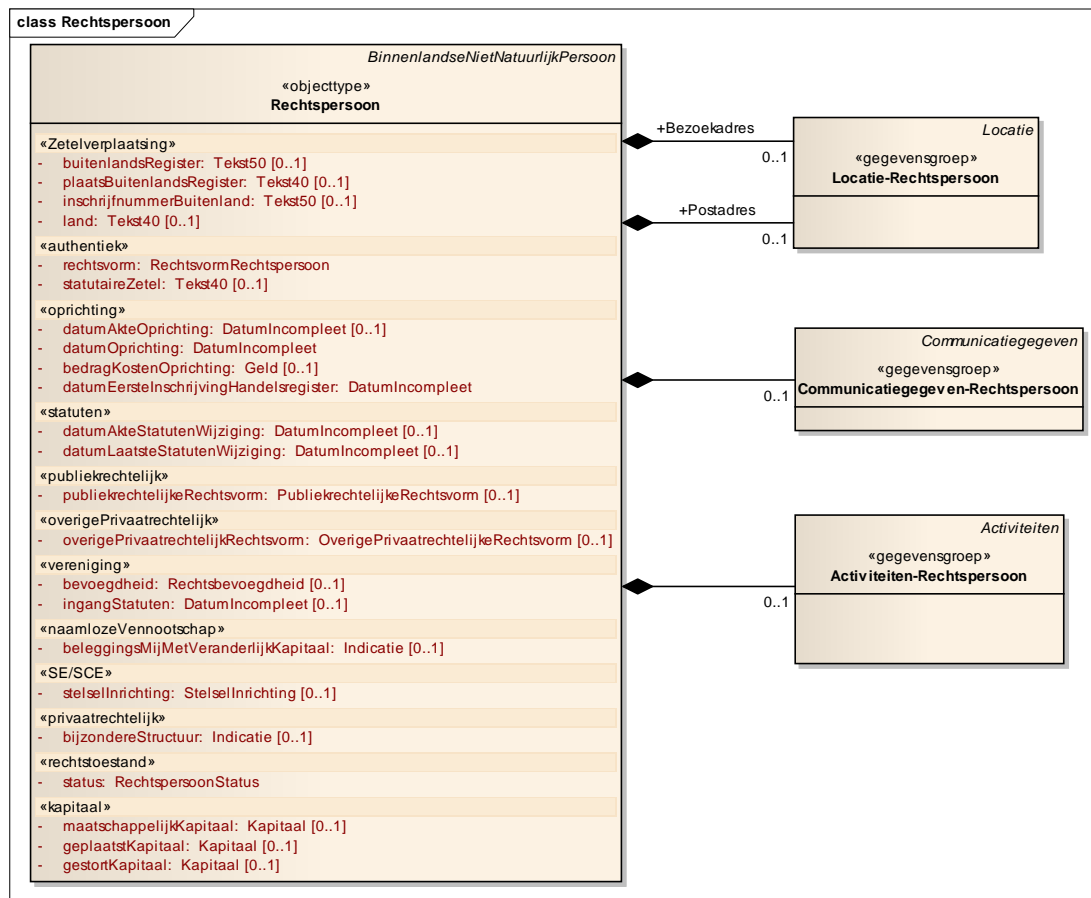 class Rechtspersoon
BinnenlandseNietNatuurlijkPersoon
«objecttype»
Rechtspersoon
«Zetelverplaatsing»
- buitenlandsRegister: Tekst50 [0..1]
- plaatsBuitenlandsRegister: Tekst40 [0..1]
- inschrijfnummerBuitenland: Tekst50 [0..1]
- land: Tekst40 [0..1]
«authentiek»
- rechtsvorm: RechtsvormRechtspersoon
- statutaireZetel: Tekst40 [0..1]
«oprichting»
- datumAkteOprichting: DatumIncompleet [0..1]
- datumOprichting: DatumIncompleet
- bedragKostenOprichting: Geld [0..1]
- datumEersteInschrijvingHandelsregister: DatumIncompleet
«statuten»
- datumAkteStatutenWijziging: DatumIncompleet [0..1]
- datumLaatsteStatutenWijziging: DatumIncompleet [0..1]
«publiekrechtelijk»
- publiekrechtelijkeRechtsvorm: PubliekrechtelijkeRechtsvorm [0..1]
«overigePrivaatrechtelijk»
- overigePrivaatrechtelijkRechtsvorm: OverigePrivaatrechtelijkeRechtsvorm [0..1]
«vereniging»
- bevoegdheid: Rechtsbevoegdheid [0..1]
- ingangStatuten: DatumIncompleet [0..1]
«naamlozeVennootschap»
- beleggingsMijMetVeranderlijkKapitaal: Indicatie [0..1]
«SE/SCE»
- stelselInrichting: StelselInrichting [0..1]
«privaatrechtelijk»
- bijzondereStructuur: Indicatie [0..1]
«rechtstoestand»
- status: RechtspersoonStatus
«kapitaal»
- maatschappelijkKapitaal: Kapitaal [0..1]
- geplaatstKapitaal: Kapitaal [0..1]
- gestortKapitaal: Kapitaal [0..1]
+Bezoekadres
0..1
+Postadres
0..1
Locatie
«gegevensgroep»
Locatie-Rechtspersoon
0..1
Communicatiegegeven
«gegevensgroep»
Communicatiegegeven-Rechtspersoon
0..1
Activiteiten
«gegevensgroep»
Activiteiten-Rechtspersoon